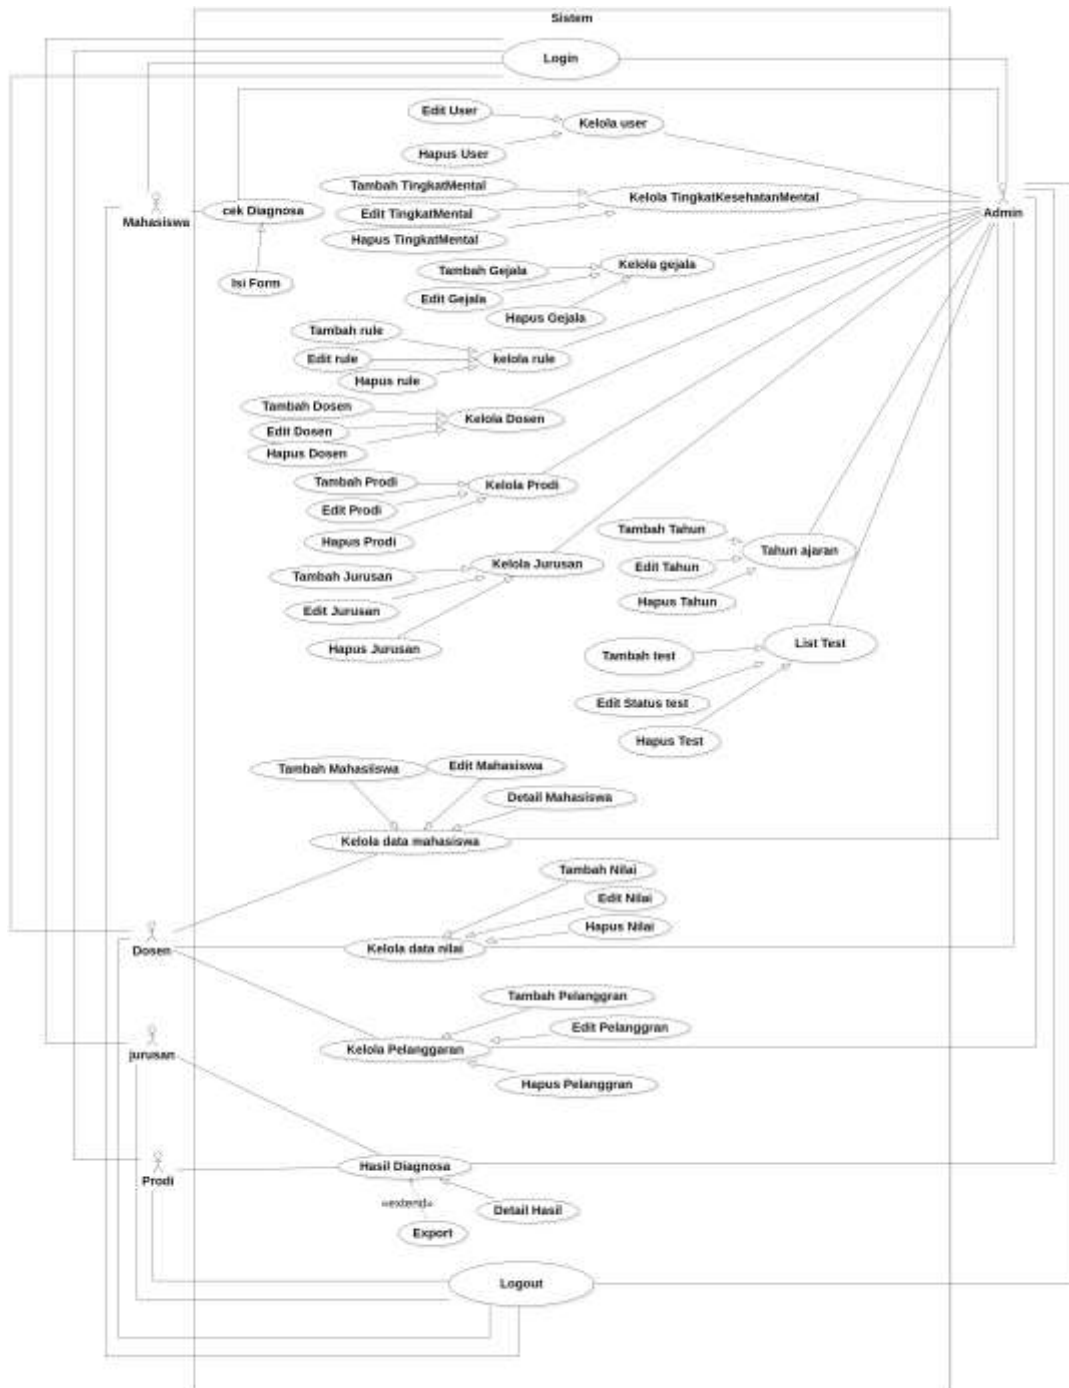 Sistem
Login
Edit User
Kelola user
Hapus User
Tambah TingkatMental
Kelola TingkatKesehatanMental
Edit TingkatMental
Hapus TingkatMental
Mahasiswa
cek Diagnosa
Admin
Isi Form
Tambah Gejala
Kelola gejala
Edit Gejala
Hapus Gejala
Tambah rule
Edit rule
kelola rule
Hapus rule
Tambah Dosen
Kelola Dosen
Edit Dosen
Hapus Dosen
Tambah Prodi
Kelola Prodi
Edit Prodi
Hapus Prodi
Tambah Tahun
Tahun ajaran
Edit Tahun
Hapus Tahun
Kelola Jurusan
Tambah Jurusan
Edit Jurusan
Hapus Jurusan
List Test
Tambah test
Edit Status test
Hapus Test
Tambah Mahasiiswa
Edit Mahasiswa
Detail Mahasiswa
Kelola data mahasiswa
Tambah Nilai
Edit Nilai
Hapus Nilai
Dosen
Kelola data nilai
Tambah Pelanggran
Edit Pelanggran
jurusan
Kelola Pelanggaran
Hapus Pelanggran
Prodi
Hasil Diagnosa
«extend»
Detail Hasil
Export
Logout